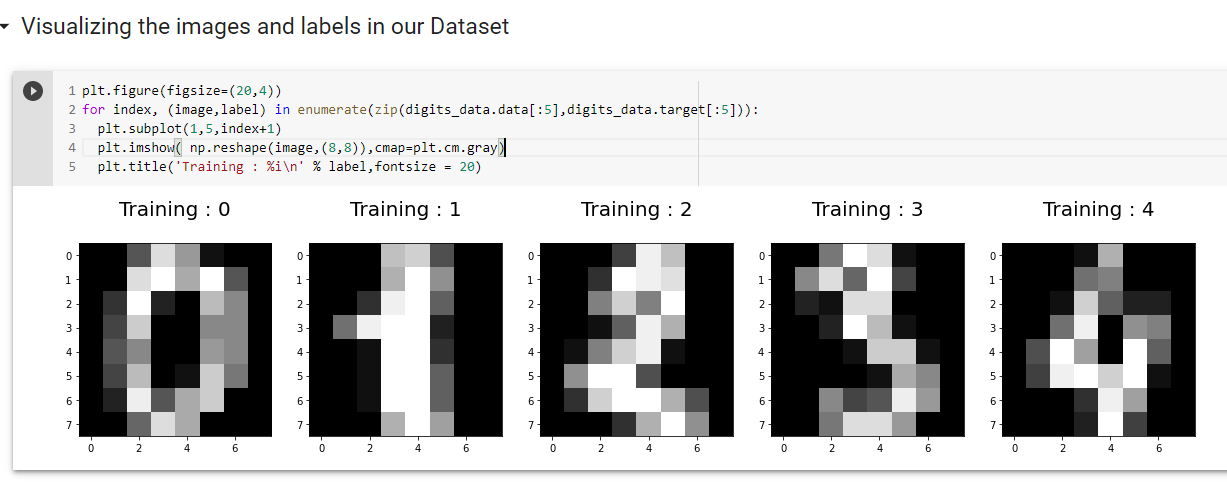 Visualizing the images and labels in our Dataset
1 plt.figure(figsize=(20,4))
2 for index, (image,label) in enumerate(zip(digits_data.data[:5],digits_data.target[:5])):
3 plt.subplot(1,5,index+1)
4 plt.imshow( np.reshape(image,(8,8)),cmap=plt.cm.gray)
5 plt.title('Training : %i\n' % label,fontsize = 20)
Training : 0 Training : 1 Training : 2 Training : 3 Training : 4
0 0 0 0 0
1 1 1 1 1
2 2 2 2 2
3 3 3 3 3
4 4 4 4 4
5 5 5 5 5
6 6 6 6 6
7 7 7 7 7
0 2 4 6 0 2 4 6 0 2 4 6 0 2 4 6 0 2 4 6